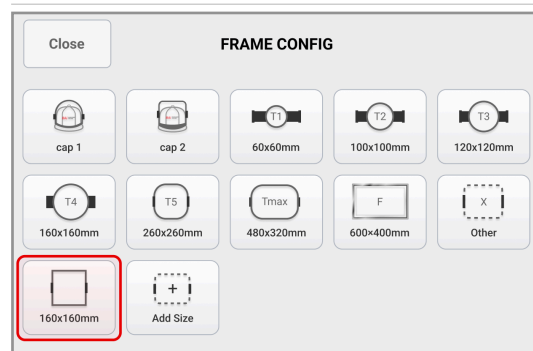 Close
FRAME CONFIG
cap 1
cap 2
T1
60x60mm
T2
100x100mm
T3
120x120mm
T4
160x160mm
T5
260x260mm
Tmax
480x320mm
F
600×400mm
X
Other
160x160mm
+
Add Size